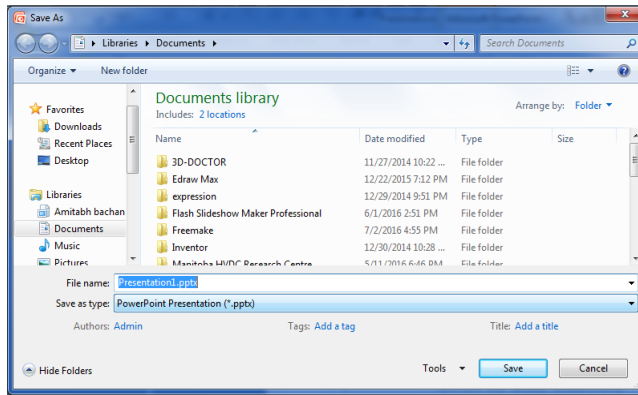 Save As
Libraries Documents
Search Documents
Organize New folder
Favorites
Downloads
Recent Places
Desktop
Libraries
Amitabh bachan
Documents
Music
Pictures
Documents library
Includes: 2 locations
Arrange by: Folder
Name Date modified Type Size
3D-DOCTOR 11/27/2014 10:22 ... File folder
Edraw Max 12/22/2015 7:12 PM File folder
expression 12/29/2014 9:51 PM File folder
Flash Slideshow Maker Professional 6/1/2016 2:51 PM File folder
Freemake 7/2/2016 4:55 PM File folder
Inventor 12/30/2014 10:28 ... File folder
Manitoba HVDC Research Centre 5/11/2016 6:46 PM File folder
File name: Presentation1.pptx
Save as type: PowerPoint Presentation (*.pptx)
Authors: Admin Tags: Add a tag Title: Add a title
Hide Folders Tools Save Cancel